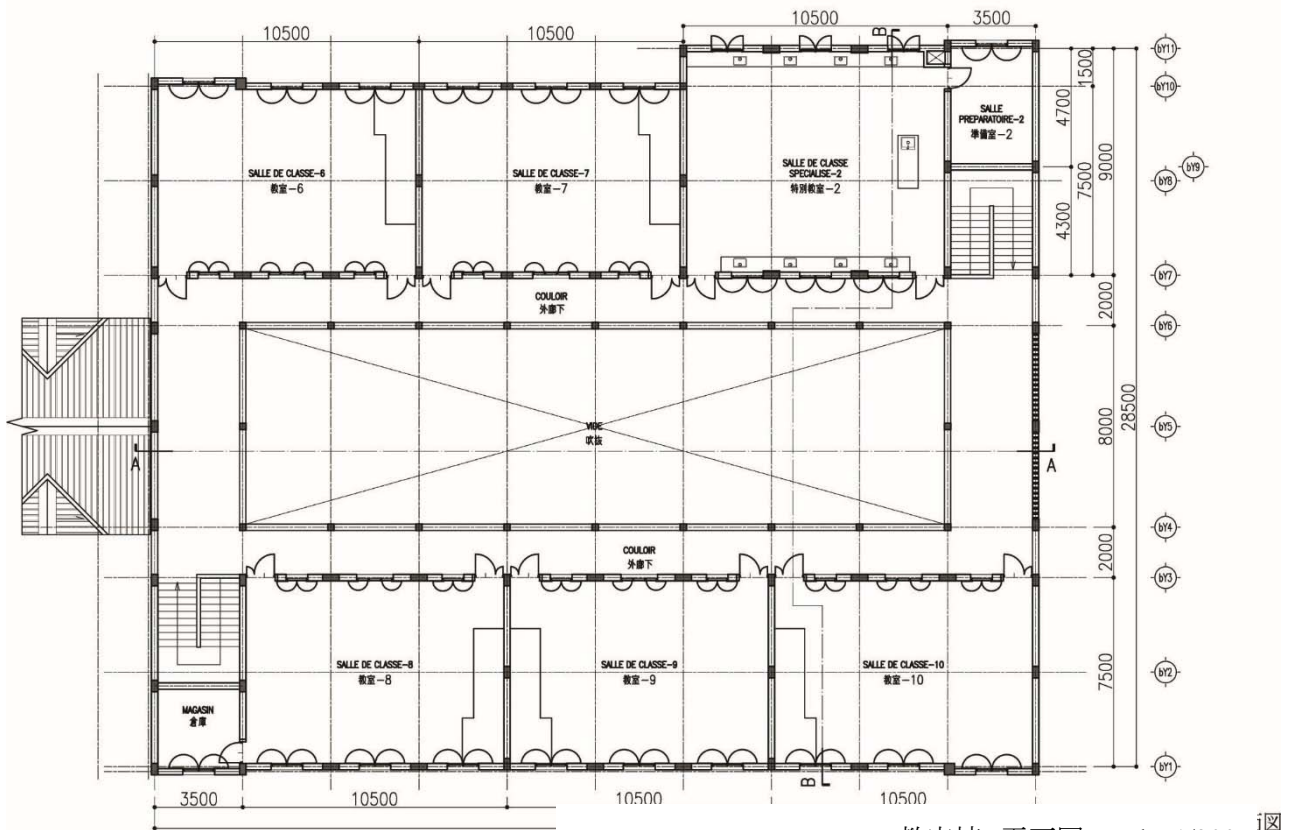 10500
3500
10500
10500
B
bY11
1500
bY10
4700
SALLE
PREPARATOIRE-2
準備室-2
9000
SALLE DE CLASSE-6
教室-6
SALLE DE CLASSE-7
教室-7
SALLE DE CLASSE
SPECIALISE-2
特別教室-2
7500
bY8
bY9
4300
bY7
COULOIR
外廊下
2000
bY6
VIDE
吹抜
8000
28500
bY5
A
A
bY4
COULOIR
外廊下
2000
bY3
SALLE DE CLASSE-8
教室-8
SALLE DE CLASSE-9
教室-9
SALLE DE CLASSE-10
教室-10
7500
bY2
MAGASIN
倉庫
B
bY1
3500
10500
10500
10500